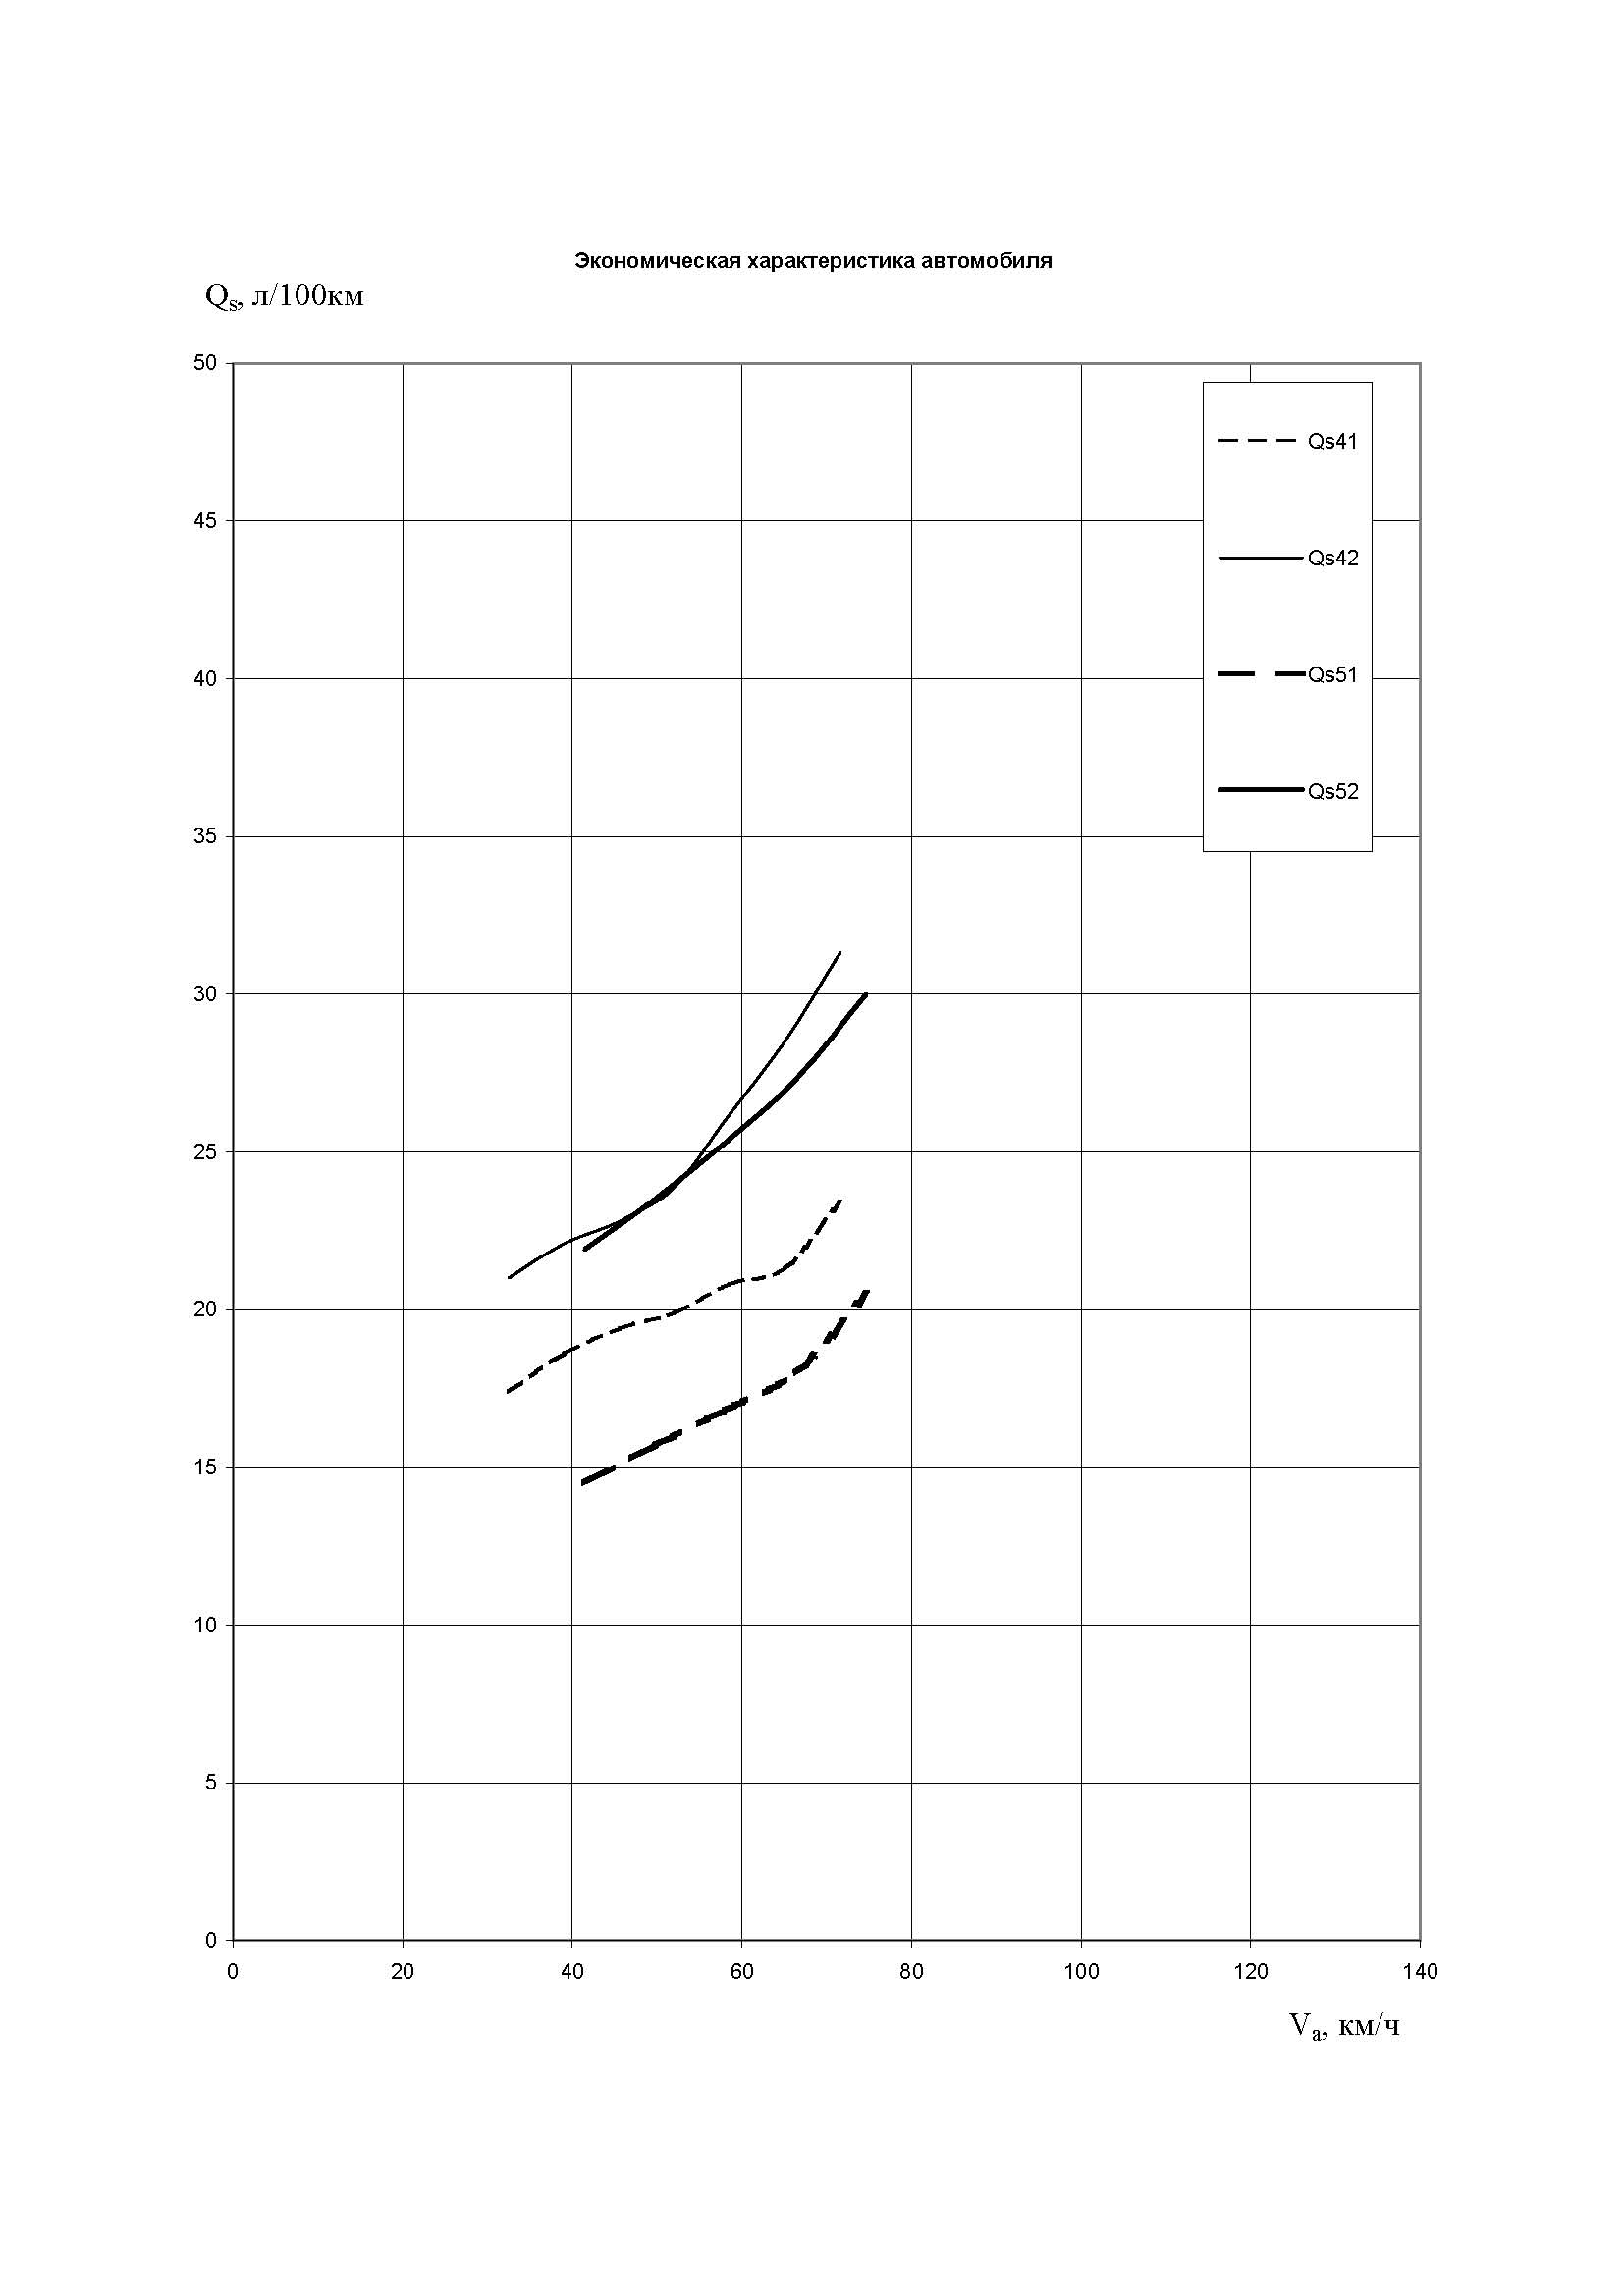 Экономическая характеристика автомобиля
Qs, л/100км
50
45
40
35
30
25
20
15
10
5
0
Qs41
Qs42
Qs51
Qs52
0 20 40 60 80 100 120 140
Va, км/ч